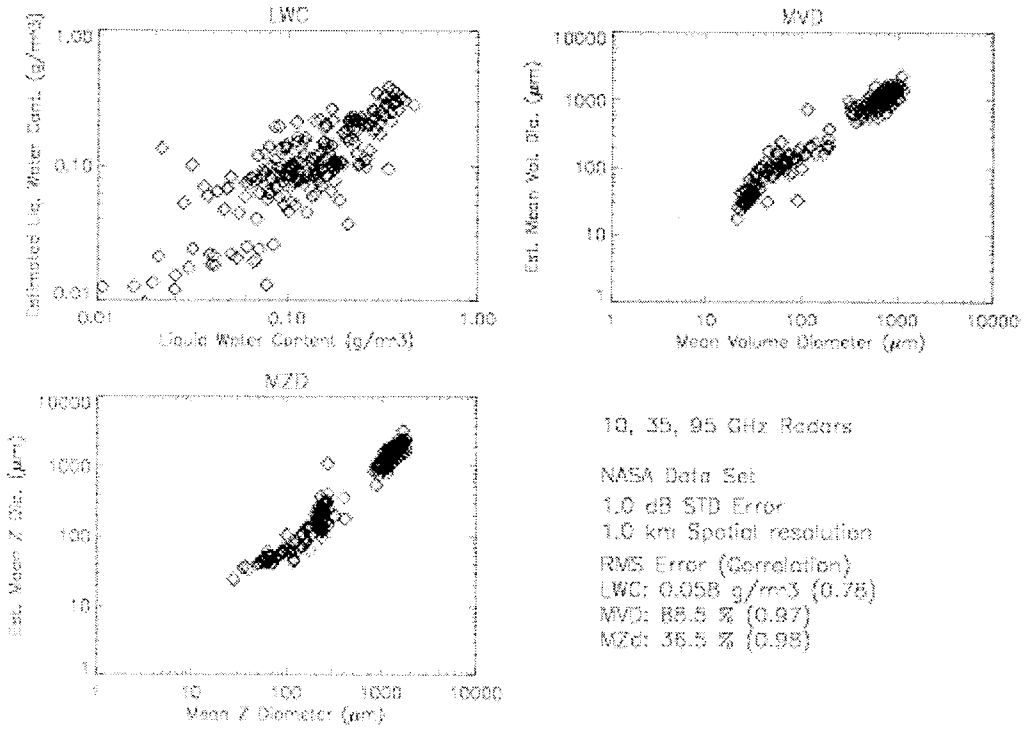 LWC
Estimated Liq. Water Cont. (g/m^3)
1.00
0.10
0.01
0.01 0.10 1.00
Liquid Water Content (g/m^3)
MVD
Est. Mean Vol. Dia. (μm)
10000
1000
100
10
1
1 10 100 1000 10000
Mean Volume Diameter (μm)
MZD
Est. Mean Z Dia. (μm)
10000
1000
100
10
1
1 10 100 1000 10000
Mean Z Diameter (μm)
10, 35, 95 GHz Radars
NASA Data Set
1.0 dB STD Error
1.0 km Spatial resolution
RMS Error (Correlation)
LWC: 0.058 g/m^3 (0.78)
MVD: 88.5 % (0.97)
MZd: 36.5 % (0.98)